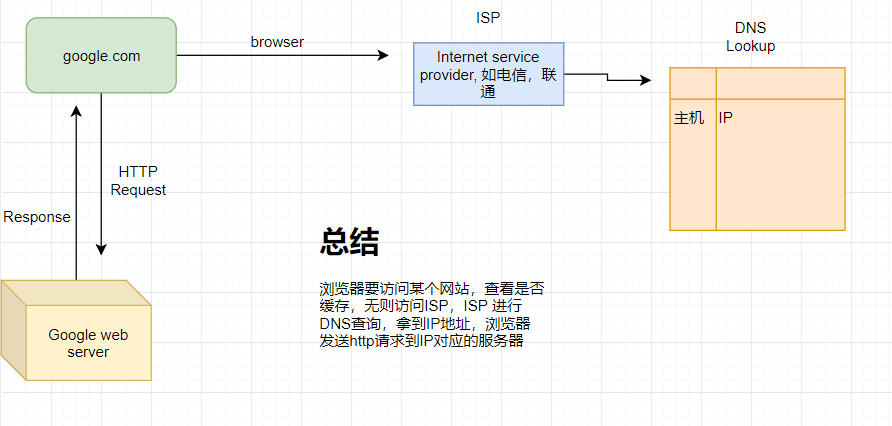 ISP
DNS
Lookup
google.com
browser
Internet service
provider, 如电信，联
通
主机 IP
HTTP
Request
Response
总结
浏览器要访问某个网站，查看是否
缓存，无则访问ISP，ISP 进行
DNS查询，拿到IP地址，浏览器
发送http请求到IP对应的服务器
Google web
server